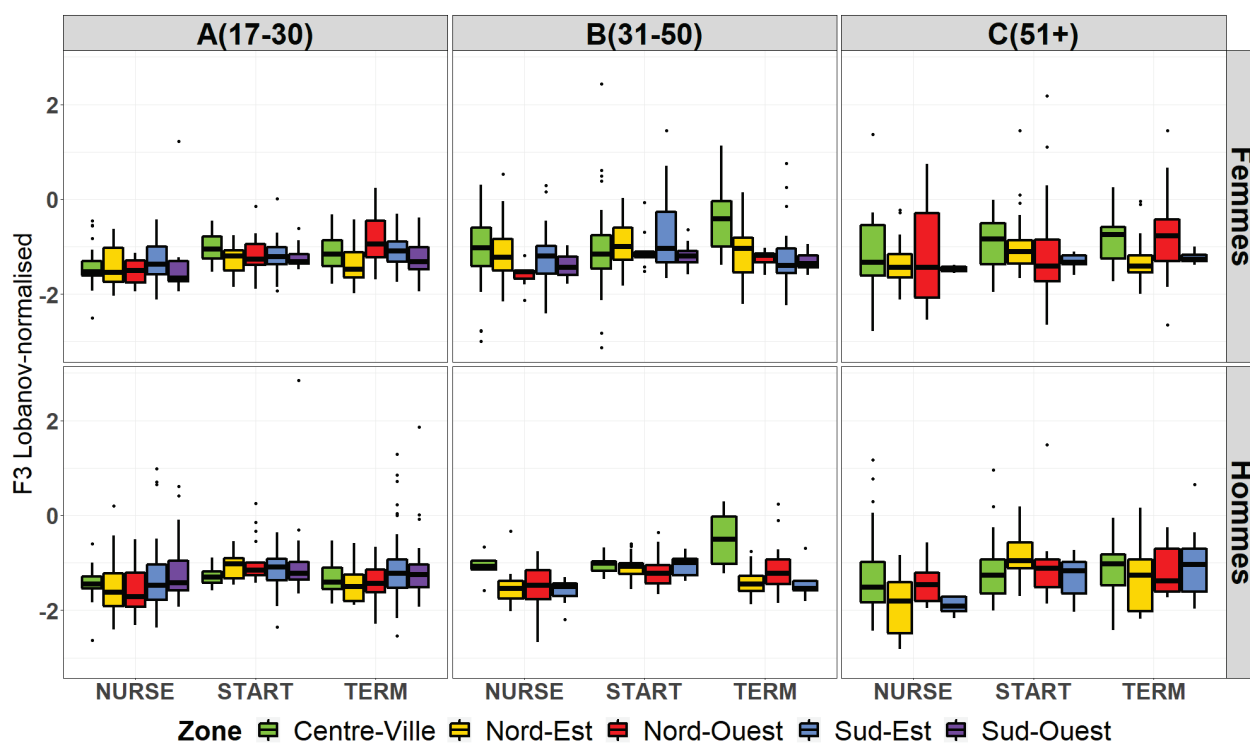 A(17-30) B(31-50) C(51+)
2
0
-2
Femmes
2
0
-2
Hommes
F3 Lobanov-normalised
NURSE START TERM NURSE START TERM NURSE START TERM
Zone Centre-Ville Nord-Est Nord-Ouest Sud-Est Sud-Ouest